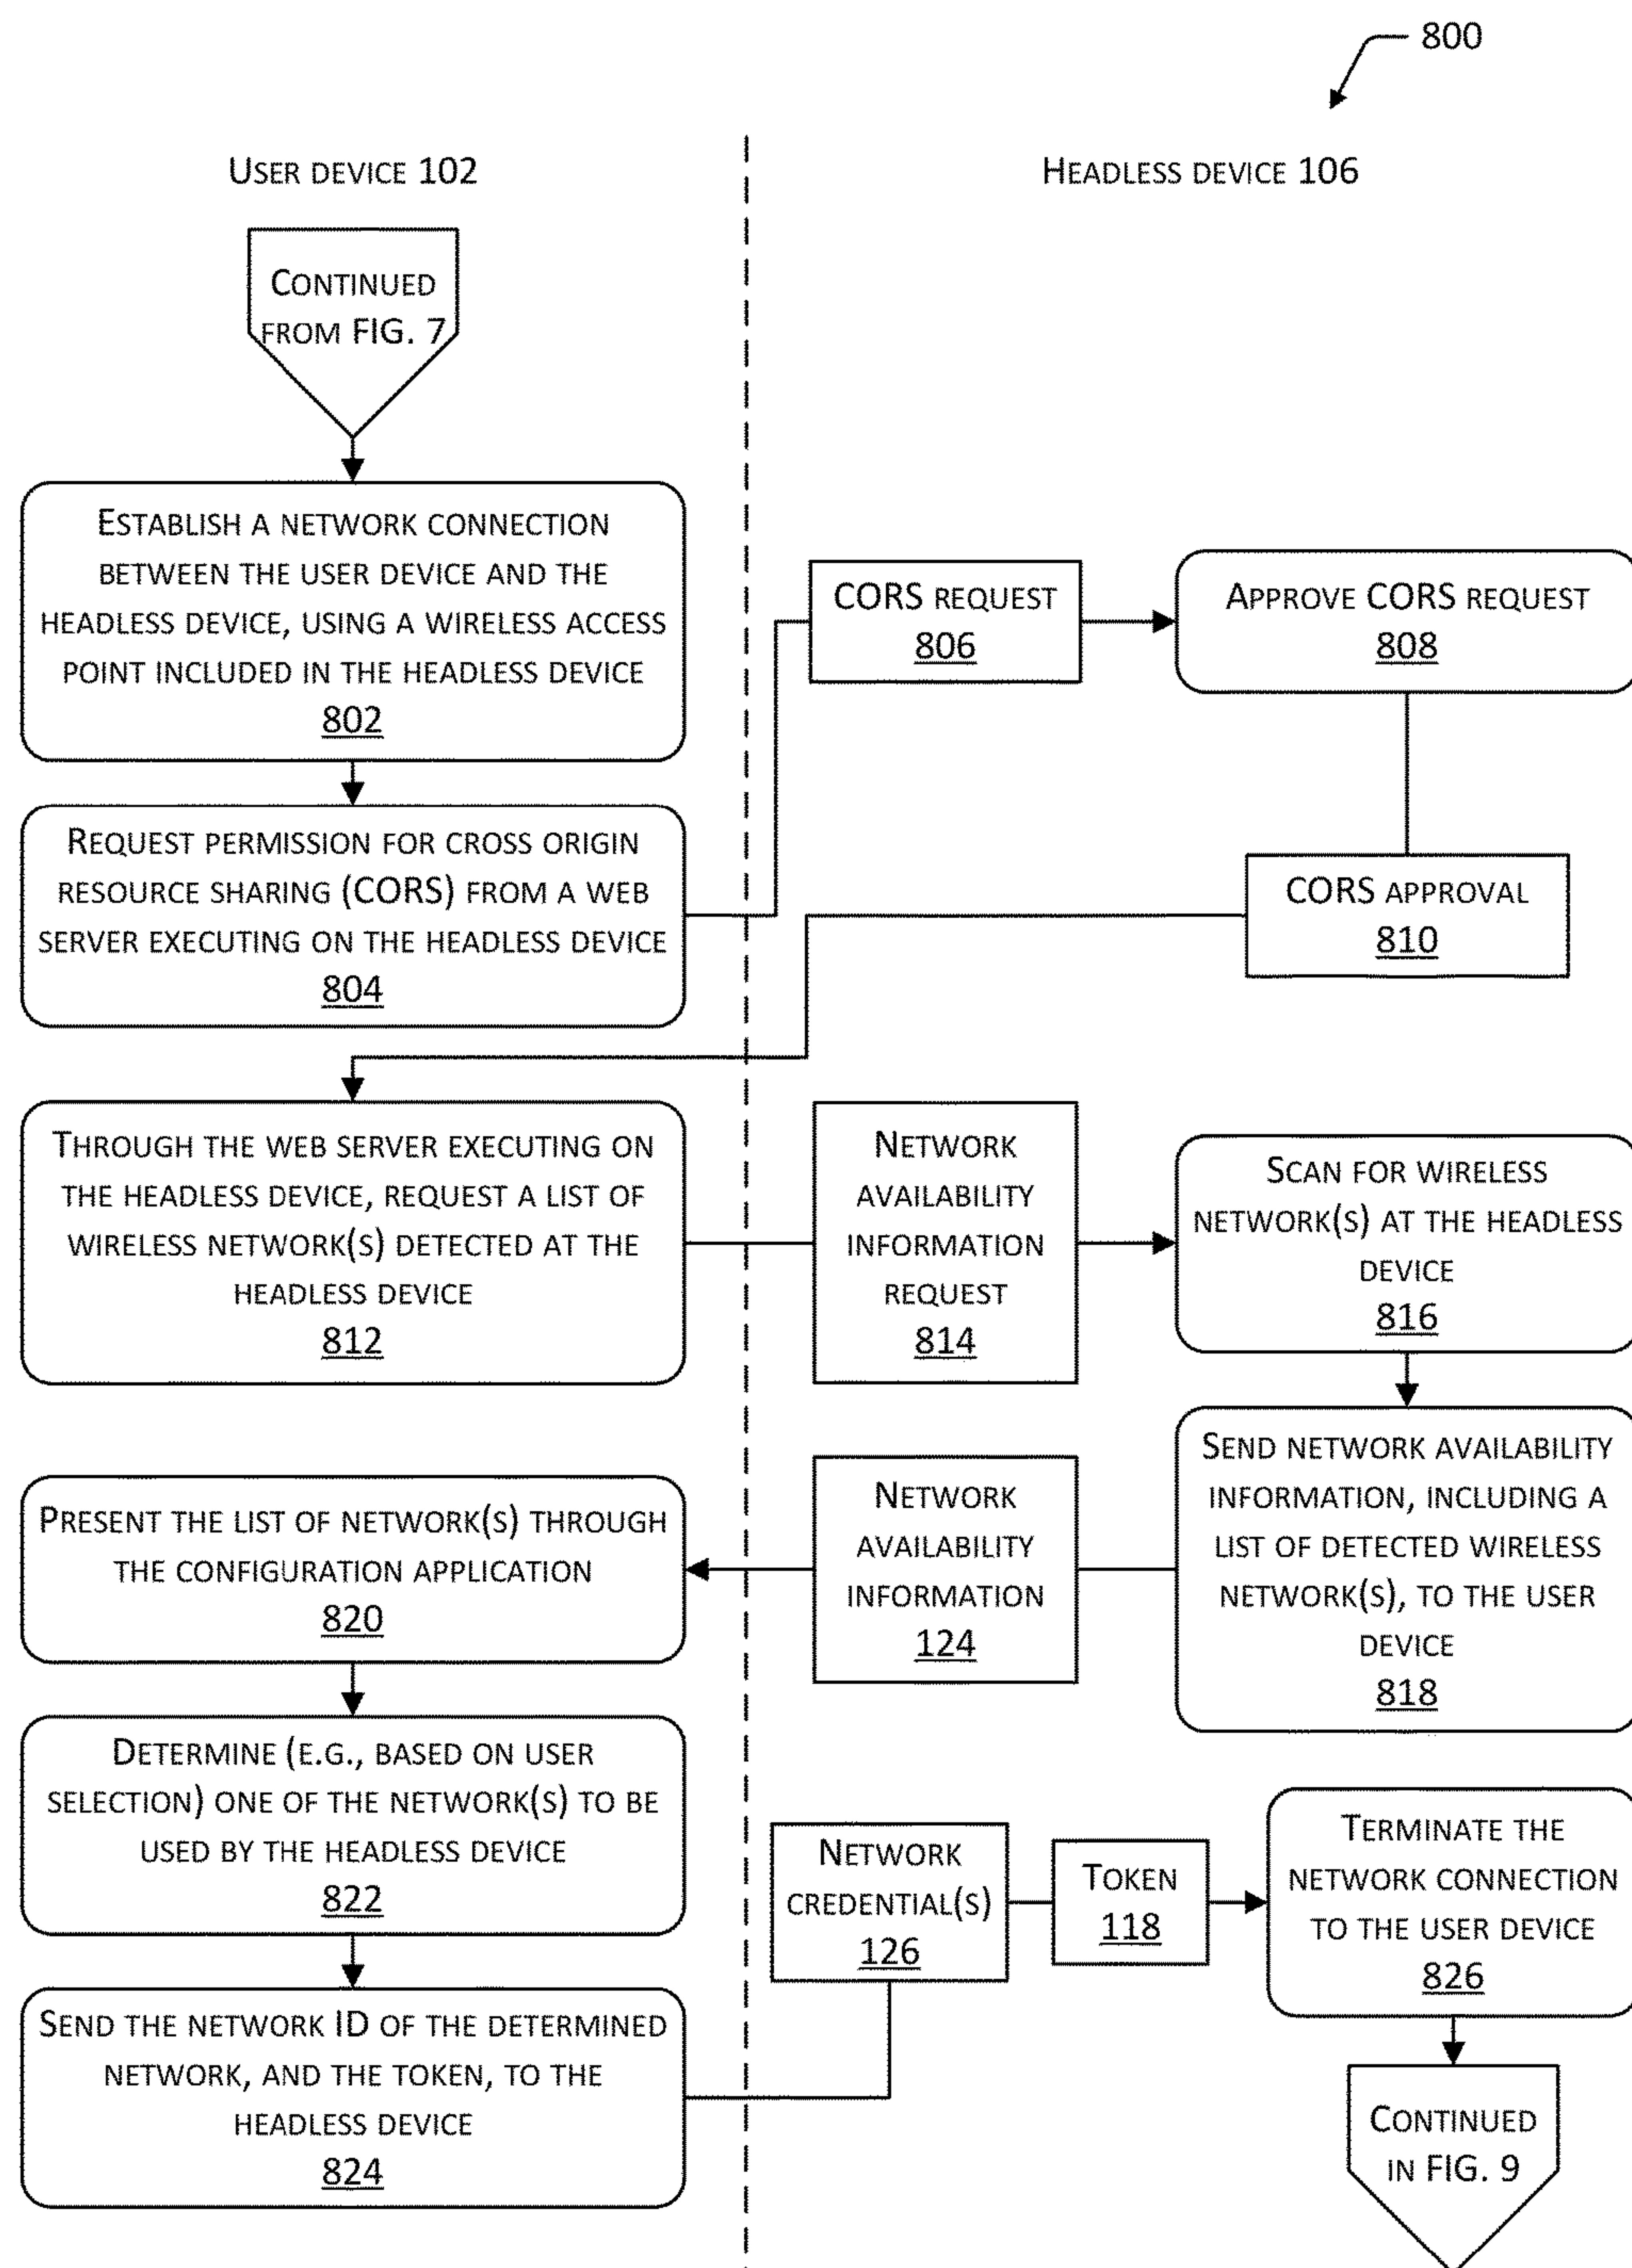 800
USER DEVICE 102
HEADLESS DEVICE 106
CONTINUED
FROM FIG. 7
ESTABLISH A NETWORK CONNECTION
BETWEEN THE USER DEVICE AND THE
HEADLESS DEVICE, USING A WIRELESS ACCESS
POINT INCLUDED IN THE HEADLESS DEVICE
802
REQUEST PERMISSION FOR CROSS ORIGIN
RESOURCE SHARING (CORS) FROM A WEB
SERVER EXECUTING ON THE HEADLESS DEVICE
804
CORS REQUEST
806
APPROVE CORS REQUEST
808
CORS APPROVAL
810
THROUGH THE WEB SERVER EXECUTING ON
THE HEADLESS DEVICE, REQUEST A LIST OF
WIRELESS NETWORK(S) DETECTED AT THE
HEADLESS DEVICE
812
NETWORK
AVAILABILITY
INFORMATION
REQUEST
814
SCAN FOR WIRELESS
NETWORK(S) AT THE HEADLESS
DEVICE
816
SEND NETWORK AVAILABILITY
INFORMATION, INCLUDING A
LIST OF DETECTED WIRELESS
NETWORK(S), TO THE USER
DEVICE
818
NETWORK
AVAILABILITY
INFORMATION
124
PRESENT THE LIST OF NETWORK(S) THROUGH
THE CONFIGURATION APPLICATION
820
DETERMINE (E.G., BASED ON USER
SELECTION) ONE OF THE NETWORK(S) TO BE
USED BY THE HEADLESS DEVICE
822
SEND THE NETWORK ID OF THE DETERMINED
NETWORK, AND THE TOKEN, TO THE
HEADLESS DEVICE
824
NETWORK
CREDENTIAL(S)
126
TOKEN
118
TERMINATE THE
NETWORK CONNECTION
TO THE USER DEVICE
826
CONTINUED
IN FIG. 9